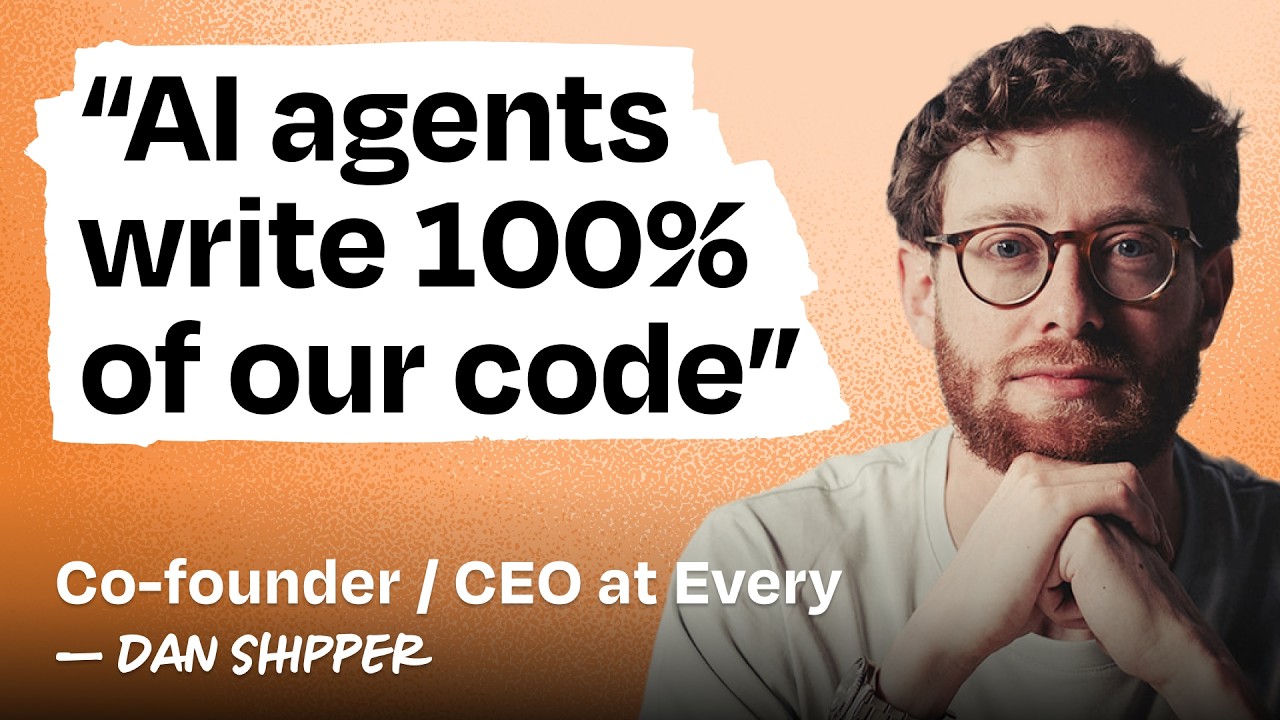 “AI agents
write 100%
of our code”
Co-founder / CEO at Every
— DAN SHIPPER